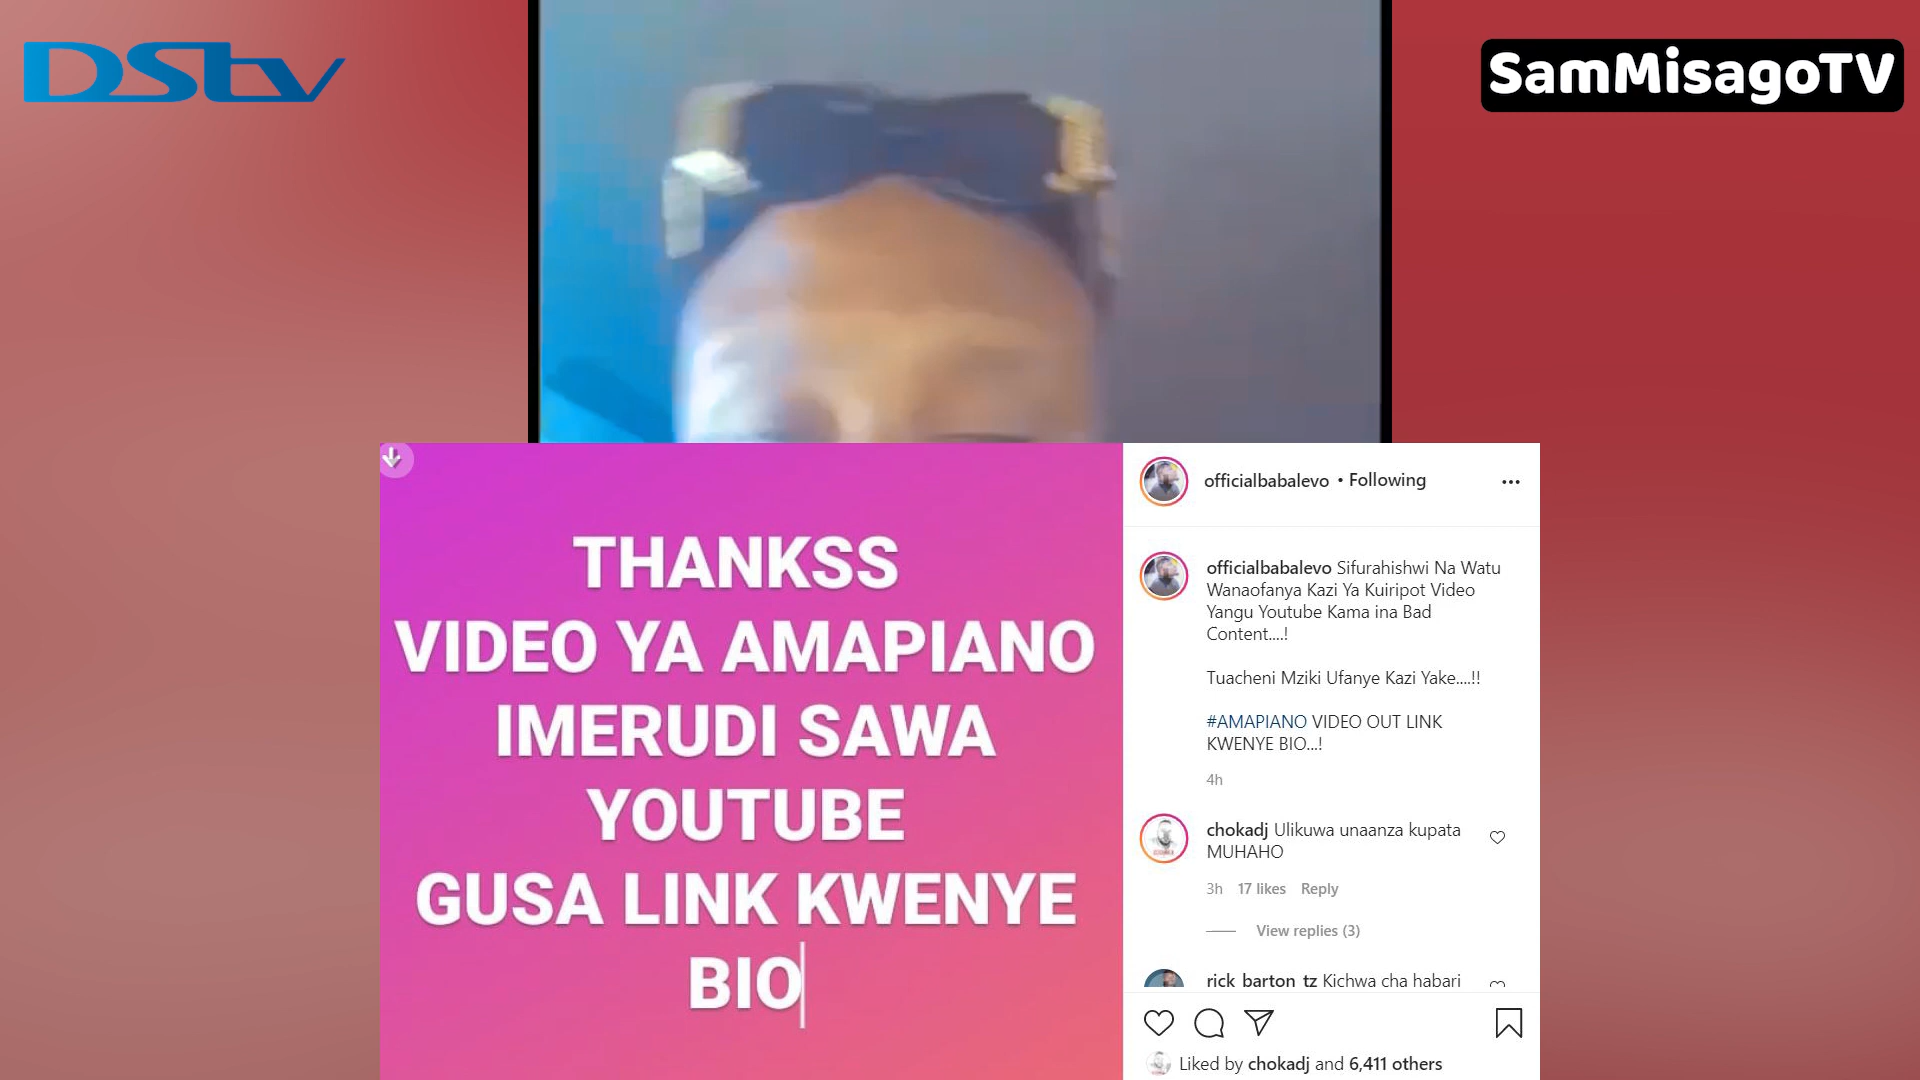 DStv
SamMisagoTV
THANKSS
VIDEO YA AMAPIANO
IMERUDI SAWA
YOUTUBE
GUSA LINK KWENYE
BIO
officialbabalevo • Following
officialbabalevo Sifurahishwi Na Watu
Wanaofanya Kazi Ya Kuiripot Video
Yangu Youtube Kama ina Bad
Content....!
Tuacheni Mziki Ufanye Kazi Yake....!!
#AMAPIANO VIDEO OUT LINK
KWENYE BIO...!
4h
chokadj Ulikuwa unaanza kupata
MUHAHO
3h 17 likes Reply
View replies (3)
rick_barton_tz Kichwa cha habari
Liked by chokadj and 6,411 others